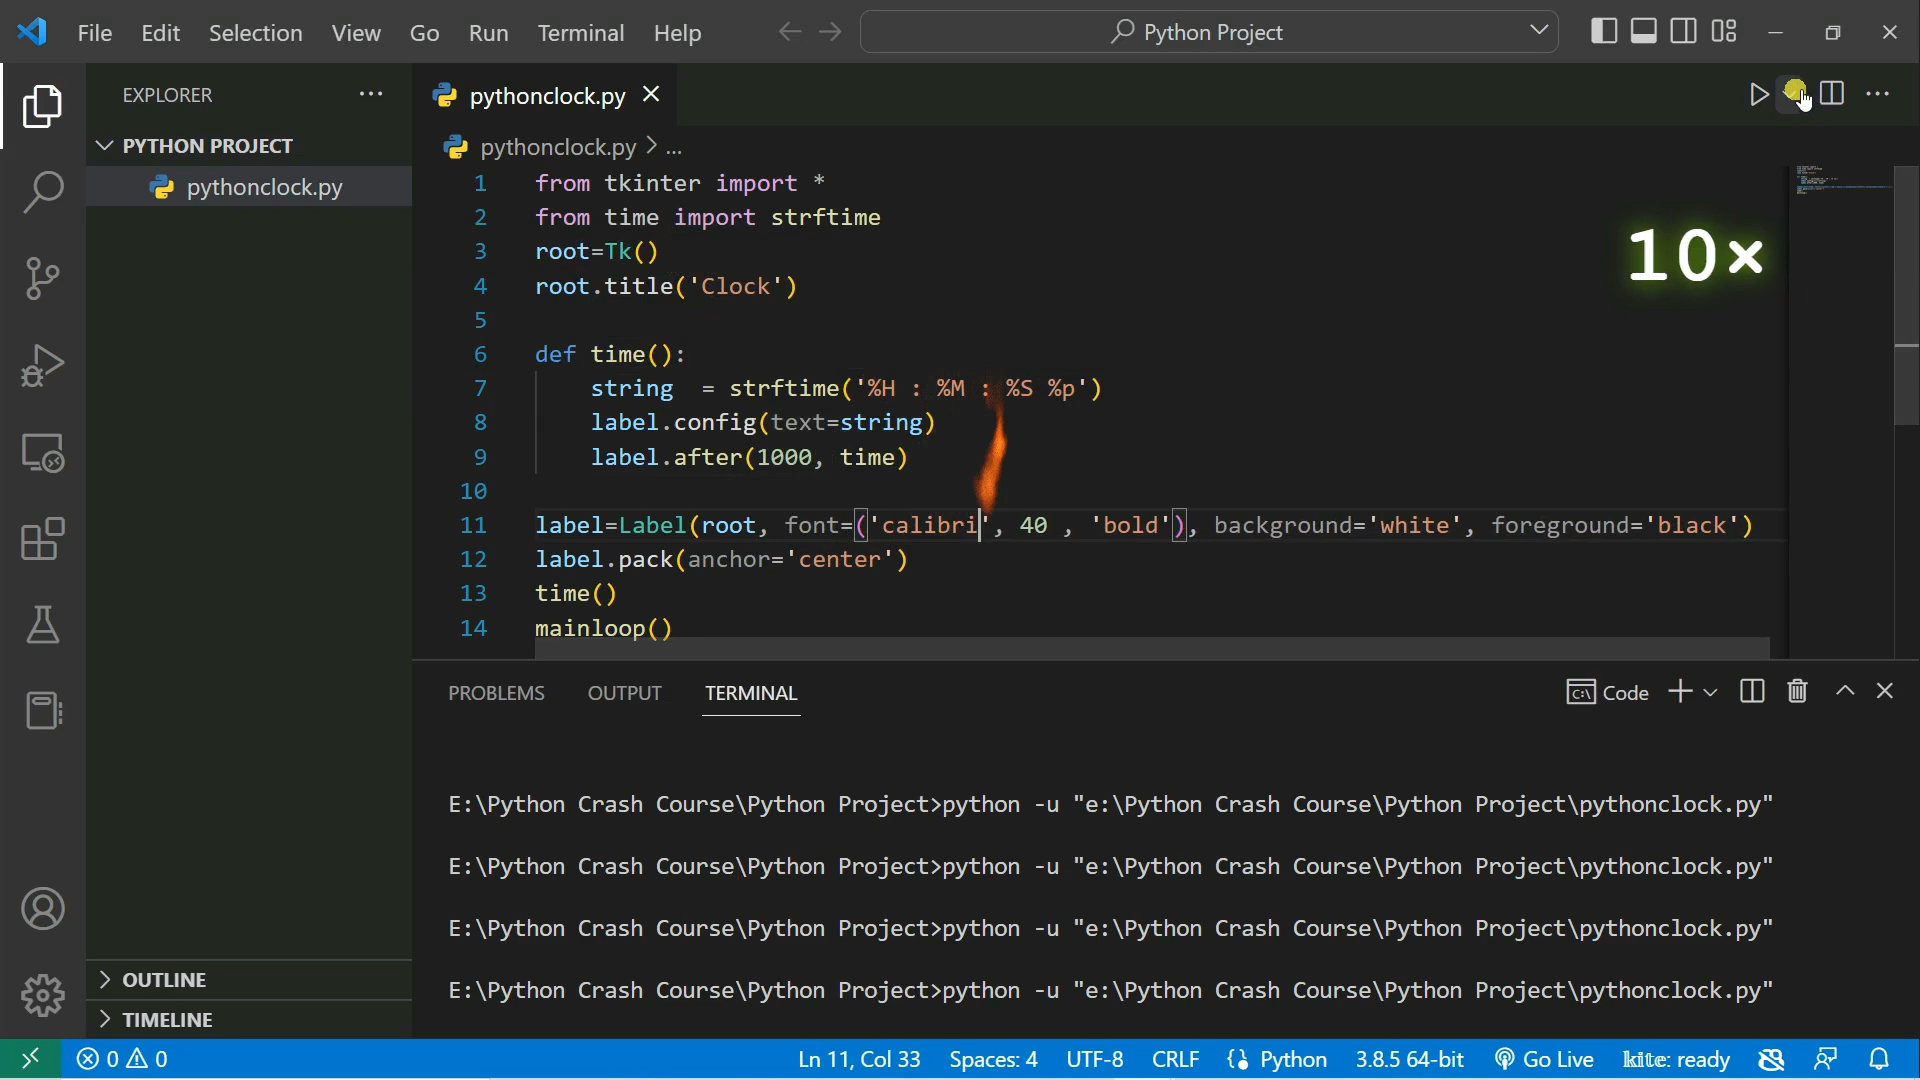 File Edit Selection View Go Run Terminal Help
Python Project
EXPLORER
PYTHON PROJECT
pythonclock.py
OUTLINE
TIMELINE
pythonclock.py
pythonclock.py > ...
10×
1 from tkinter import *
2 from time import strftime
3 root=Tk()
4 root.title('Clock')
5
6 def time():
7 string = strftime('%H : %M : %S %p')
8 label.config(text=string)
9 label.after(1000, time)
10
11 label=Label(root, font=('calibri', 40 , 'bold'), background='white', foreground='black')
12 label.pack(anchor='center')
13 time()
14 mainloop()
PROBLEMS OUTPUT TERMINAL
Code
E:\Python Crash Course\Python Project>python -u "e:\Python Crash Course\Python Project\pythonclock.py"
E:\Python Crash Course\Python Project>python -u "e:\Python Crash Course\Python Project\pythonclock.py"
E:\Python Crash Course\Python Project>python -u "e:\Python Crash Course\Python Project\pythonclock.py"
E:\Python Crash Course\Python Project>python -u "e:\Python Crash Course\Python Project\pythonclock.py"
0 0
Ln 11, Col 33 Spaces: 4 UTF-8 CRLF Python 3.8.5 64-bit Go Live kite: ready